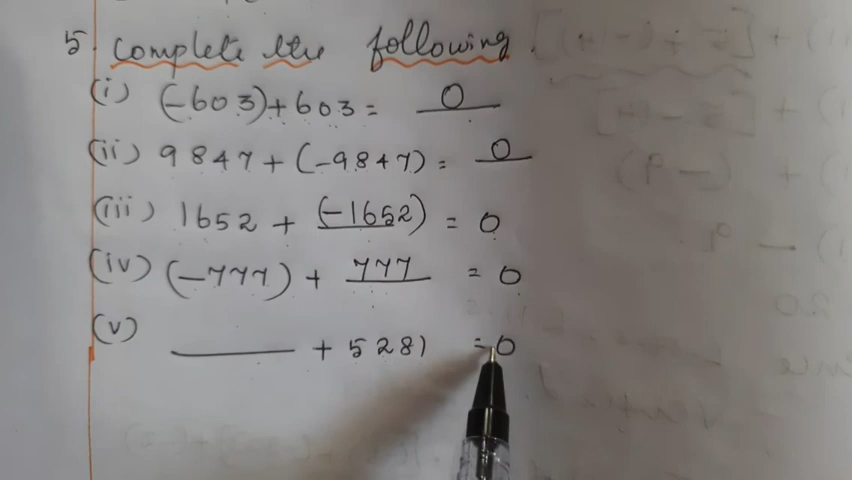 5. Complete the following
(i) (-603)+603 = 0
(ii) 9847+(-9847) = 0
(iii) 1652 + (-1652) = 0
(iv) (-777) + 777 = 0
(v) ______ + 5281 = 0